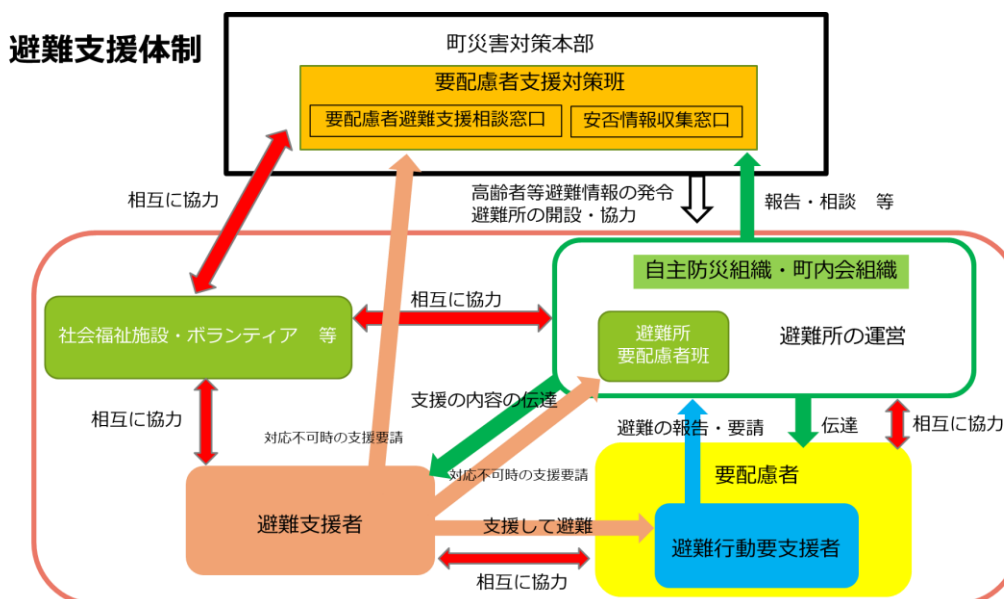 避難支援体制
町災害対策本部
要配慮者支援対策班
要配慮者避難支援相談窓口
安否情報収集窓口
相互に協力
高齢者等避難情報の発令
避難所の開設・協力
報告・相談　等
自主防災組織・町内会組織
相互に協力
社会福祉施設・ボランティア　等
避難所
要配慮者班
避難所の運営
支援の内容の伝達
相互に協力
避難の報告・要請
伝達
相互に協力
対応不可時の支援要請
対応不可時の支援要請
要配慮者
避難支援者
支援して避難
避難行動要支援者
相互に協力